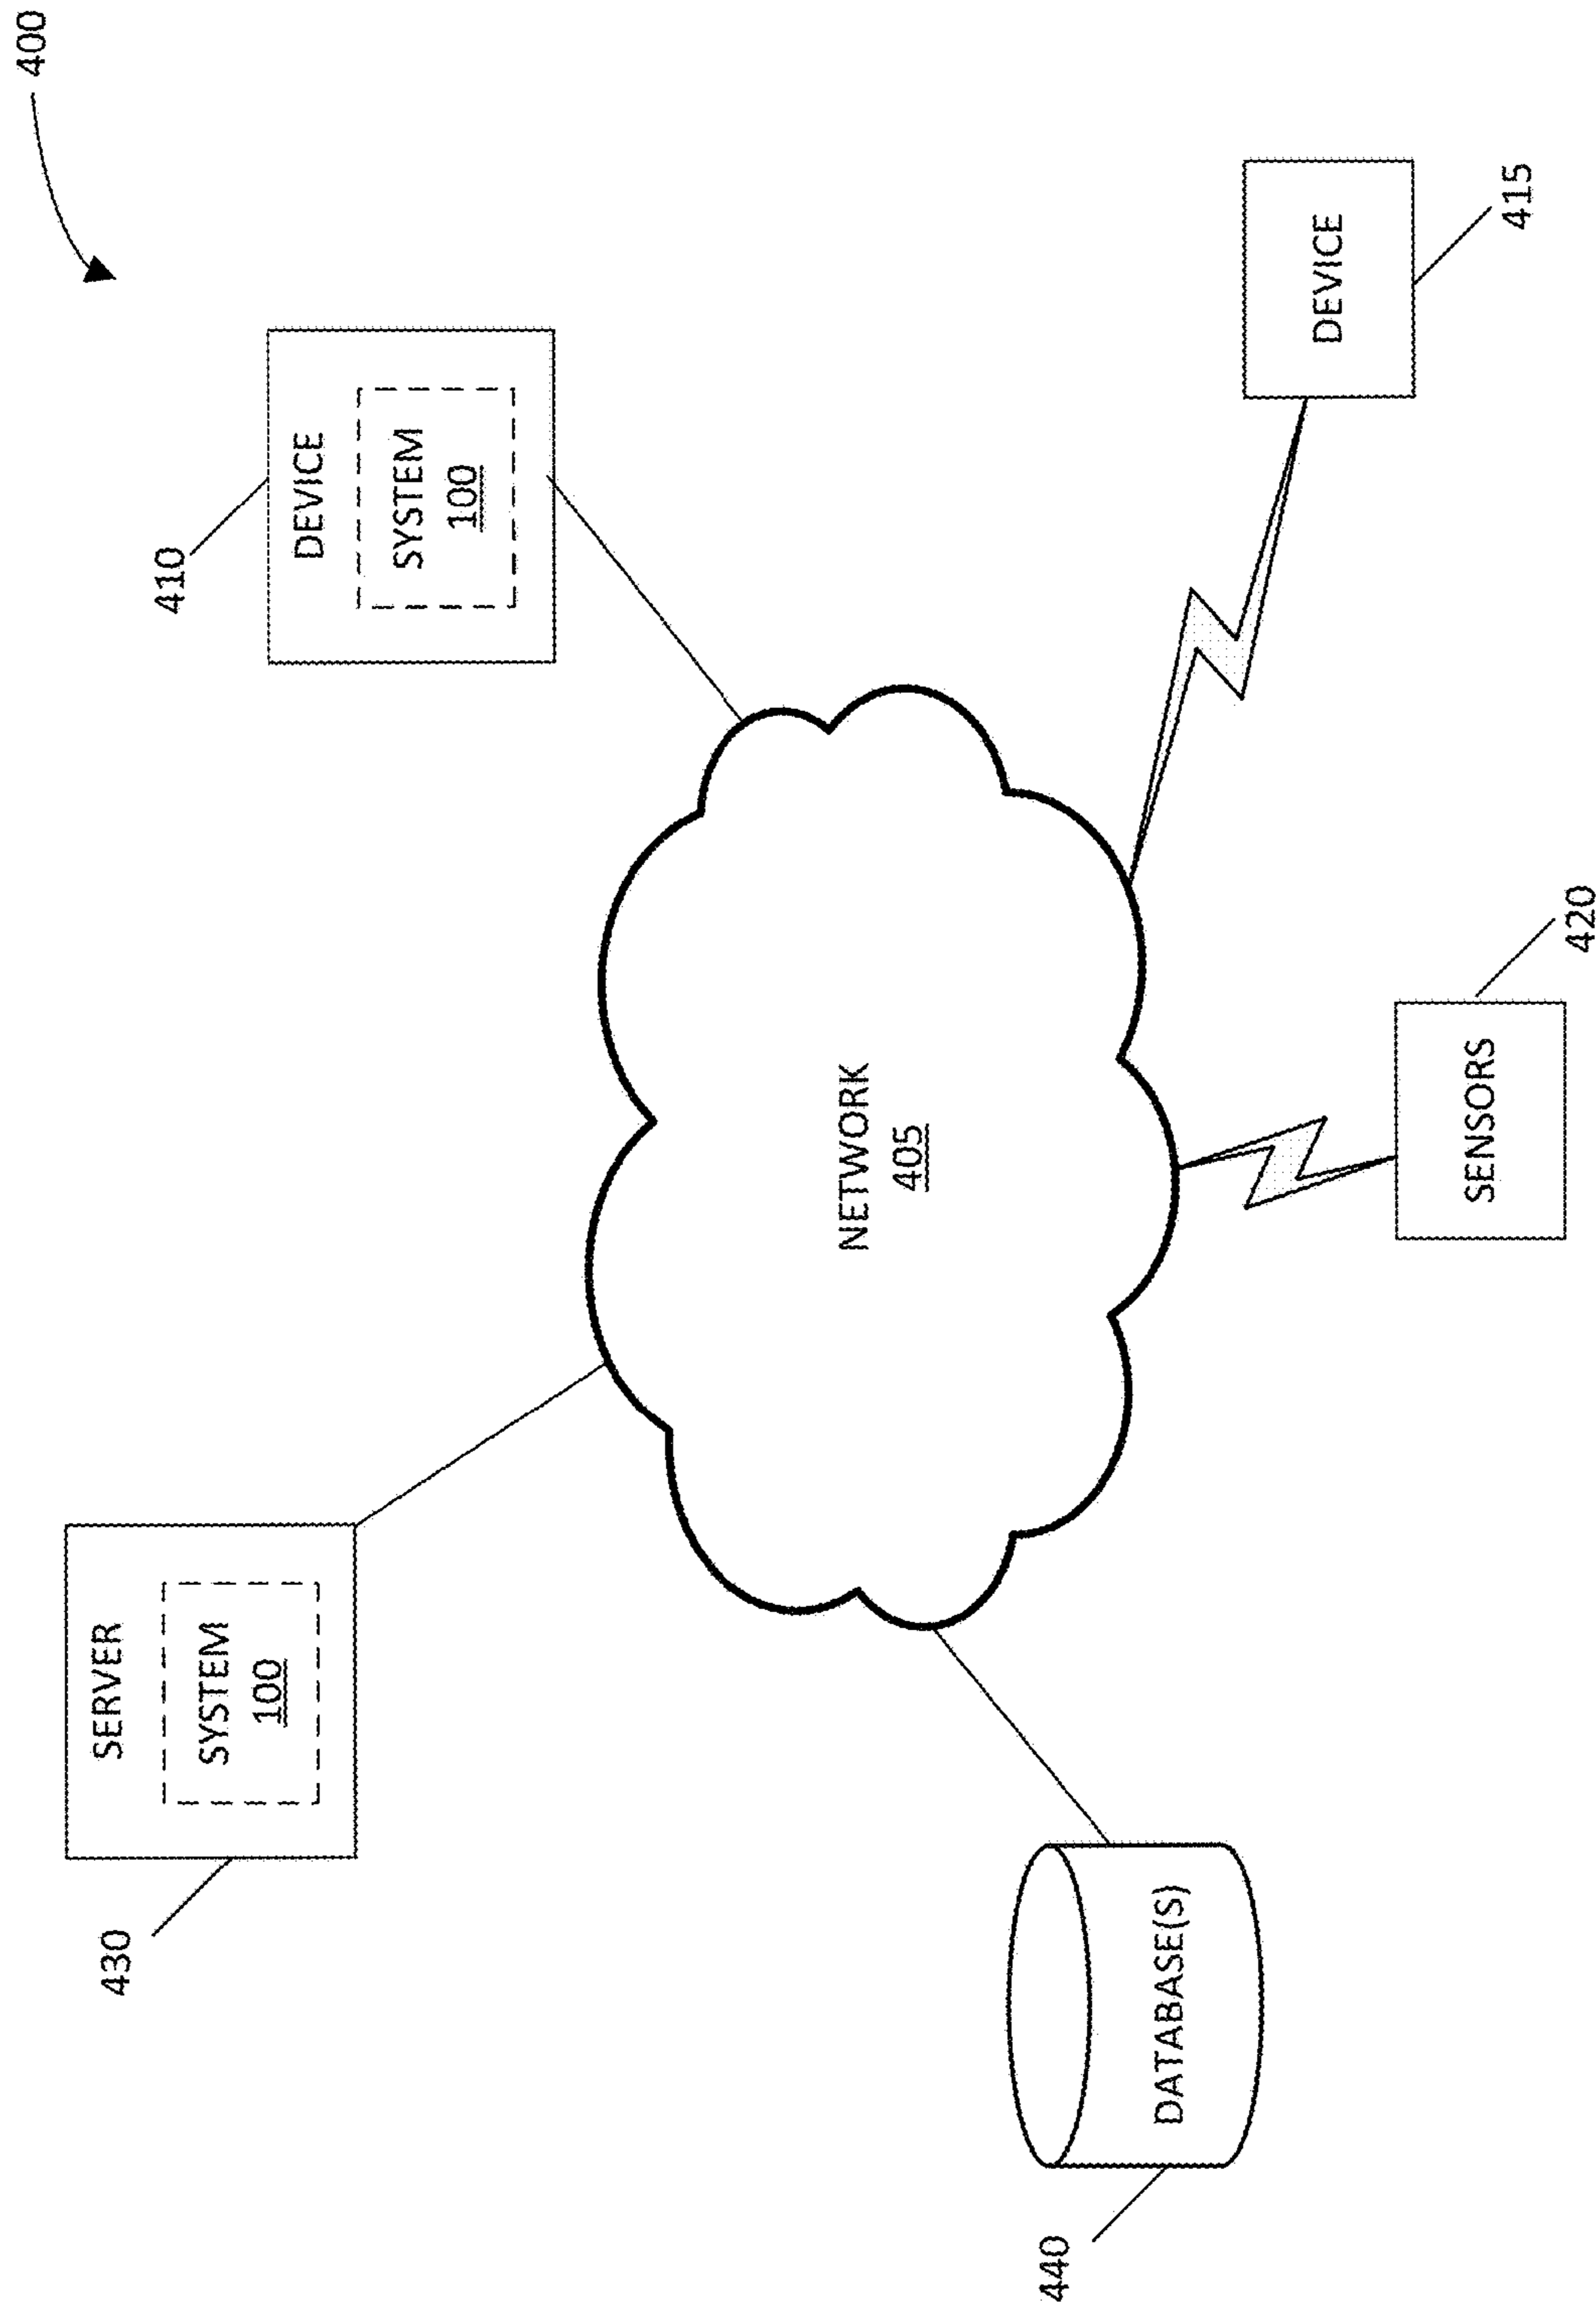 400
430
SERVER
SYSTEM
100
410
DEVICE
SYSTEM
100
NETWORK
405
440
DATABASE(S)
SENSORS
420
DEVICE
415